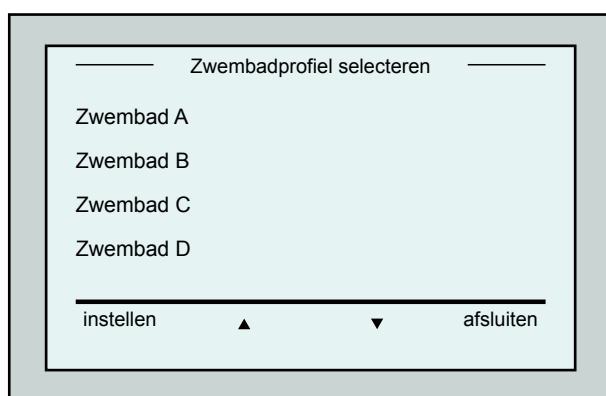 Zwembadprofiel selecteren
Zwembad A
Zwembad B
Zwembad C
Zwembad D
instellen ▲ ▼ afsluiten